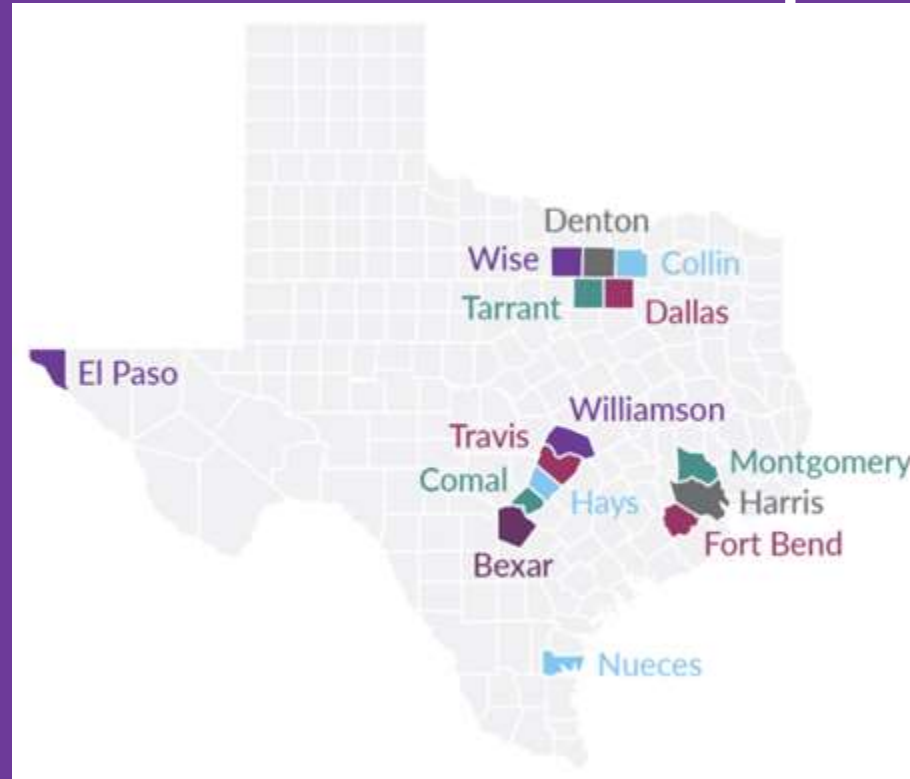 Denton
Wise
Collin
Tarrant
Dallas
El Paso
Williamson
Travis
Montgomery
Comal
Hays
Harris
Fort Bend
Bexar
Nueces